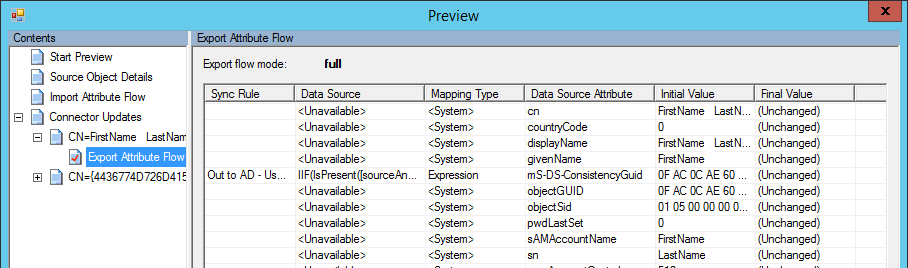 Preview
x
Contents
Start Preview
Source Object Details
Import Attribute Flow
Connector Updates
CN=FirstName LastNam
Export Attribute Flow
CN={4436774D726D415
Export Attribute Flow
Export flow mode: full
Sync Rule Data Source Mapping Type Data Source Attribute Initial Value Final Value
<Unavailable> <System> cn FirstName LastN... (Unchanged)
<Unavailable> <System> countryCode 0 (Unchanged)
<Unavailable> <System> displayName FirstName LastN... (Unchanged)
<Unavailable> <System> givenName FirstName (Unchanged)
Out to AD - Us... IIF(IsPresent([sourceAn... Expression mS-DS-ConsistencyGuid 0F AC 0C AE 60 ... (Unchanged)
<Unavailable> <System> objectGUID 0F AC 0C AE 60 ... (Unchanged)
<Unavailable> <System> objectSid 01 05 00 00 00 0... (Unchanged)
<Unavailable> <System> pwdLastSet 0 (Unchanged)
<Unavailable> <System> sAMAccountName FirstName (Unchanged)
<Unavailable> <System> sn LastName (Unchanged)